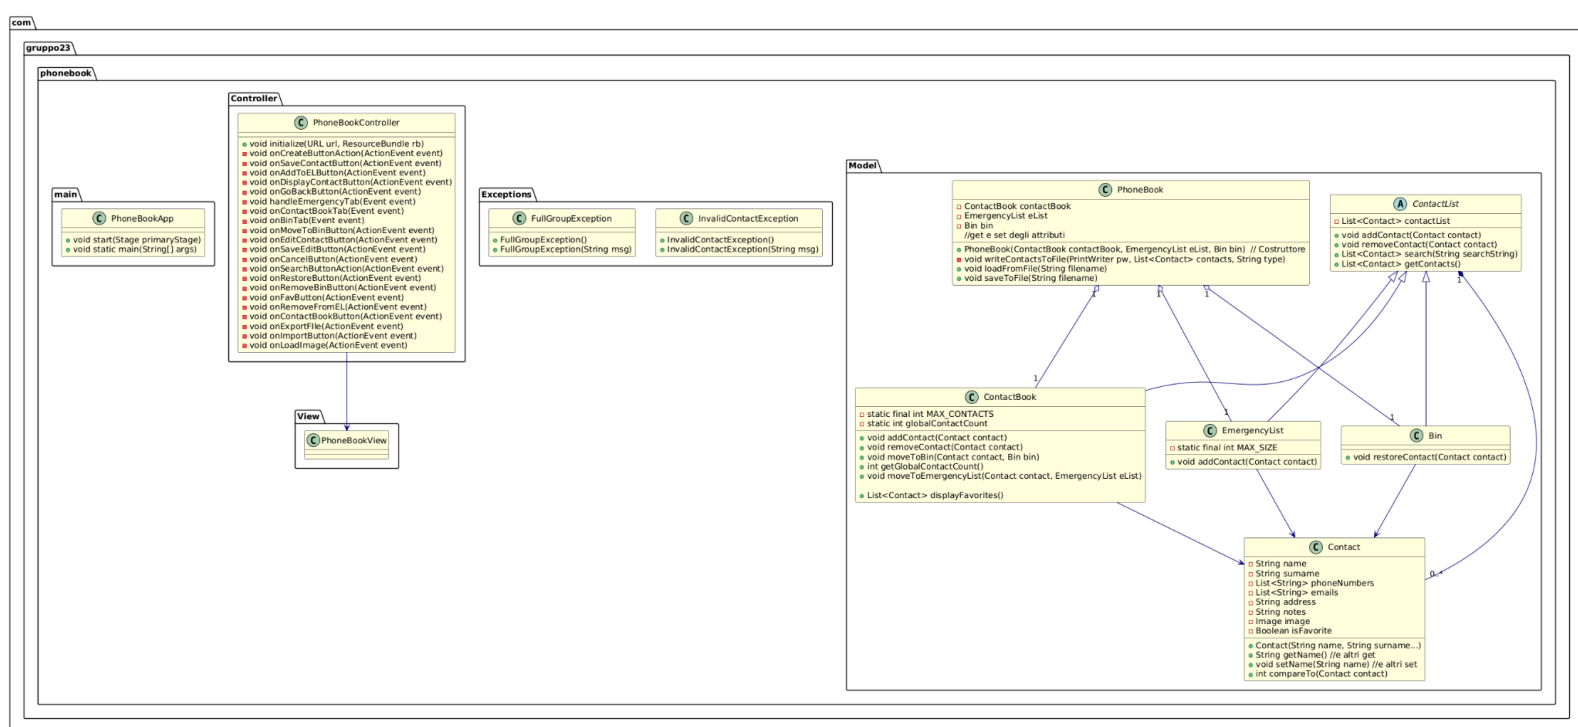 com
gruppo23
phonebook
Controller
PhoneBookController
void initialize(URL url, ResourceBundle rb)
void onCreateButtonAction(ActionEvent event)
void onSaveContactButton(ActionEvent event)
void onAddToELButton(ActionEvent event)
void onDisplayContactButton(ActionEvent event)
void onGoBackButton(ActionEvent event)
void handleEmergencyTab(Event event)
void onContactBookTab(Event event)
void onBinTab(Event event)
void onMoveToBinButton(ActionEvent event)
void onEditContactButton(ActionEvent event)
void onSaveEditButton(ActionEvent event)
void onCancelButton(ActionEvent event)
void onSearchButtonAction(ActionEvent event)
void onRestoreButton(ActionEvent event)
void onRemoveBinButton(ActionEvent event)
void onFavButton(ActionEvent event)
void onRemoveFromEL(ActionEvent event)
void onContactBookButton(ActionEvent event)
void onExportFIle(ActionEvent event)
void onImportButton(ActionEvent event)
void onLoadImage(ActionEvent event)
main
PhoneBookApp
void start(Stage primaryStage)
void static main(String[] args)
Exceptions
FullGroupException
FullGroupException()
FullGroupException(String msg)
InvalidContactException
InvalidContactException()
InvalidContactException(String msg)
View
PhoneBookView
Model
PhoneBook
ContactBook contactBook
EmergencyList eList
Bin bin
//get e set degli attributi
PhoneBook(ContactBook contactBook, EmergencyList eList, Bin bin) // Costruttore
void writeContactsToFile(PrintWriter pw, List<Contact> contacts, String type)
void loadFromFile(String filename)
void saveToFile(String filename)
ContactList
List<Contact> contactList
void addContact(Contact contact)
void removeContact(Contact contact)
List<Contact> search(String searchString)
List<Contact> getContacts()
1
1
1
1
1
1
1
ContactBook
static final int MAX_CONTACTS
static int globalContactCount
void addContact(Contact contact)
void removeContact(Contact contact)
void moveToBin(Contact contact, Bin bin)
int getGlobalContactCount()
void moveToEmergencyList(Contact contact, EmergencyList eList)
List<Contact> displayFavorites()
EmergencyList
static final int MAX_SIZE
void addContact(Contact contact)
Bin
void restoreContact(Contact contact)
0..*
Contact
String name
String surname
List<String> phoneNumbers
List<String> emails
String address
String notes
Image image
Boolean isFavorite
Contact(String name, String surname...)
String getName() //e altri get
void setName(String name) //e altri set
int compareTo(Contact contact)